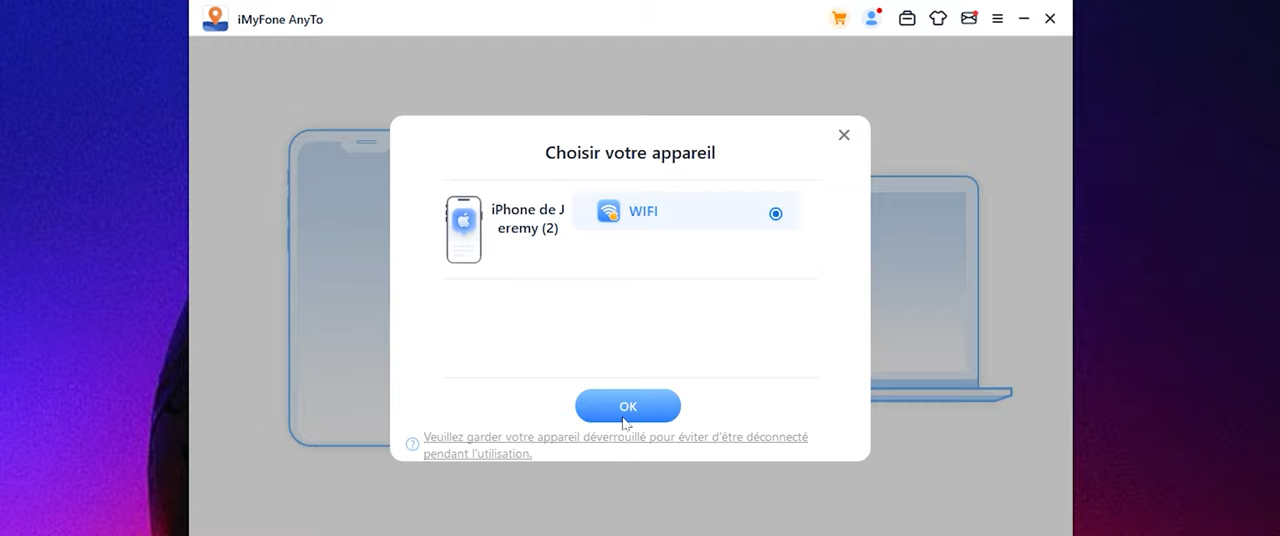 iMyFone AnyTo
Choisir votre appareil
iPhone de J
eremy (2)
WIFI
OK
Veuillez garder votre appareil déverrouillé pour éviter d'être déconnecté
pendant l'utilisation.